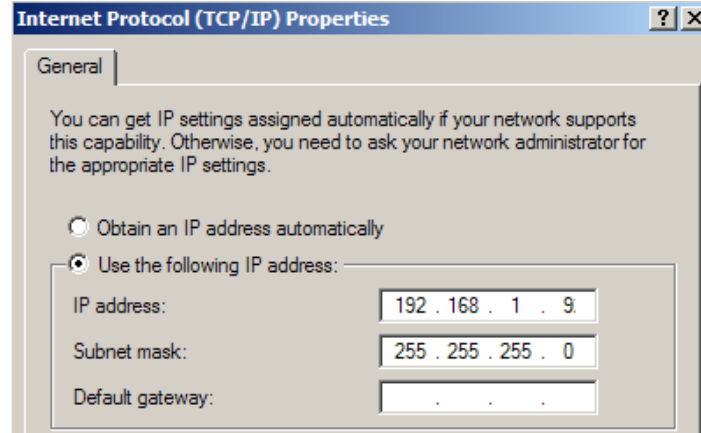 Internet Protocol (TCP/IP) Properties
General
You can get IP settings assigned automatically if your network supports
this capability. Otherwise, you need to ask your network administrator for
the appropriate IP settings.
Obtain an IP address automatically
Use the following IP address:
IP address: 192 . 168 . 1 .
Subnet mask: 255 . 255 . 255 . 0
Default gateway: . . .